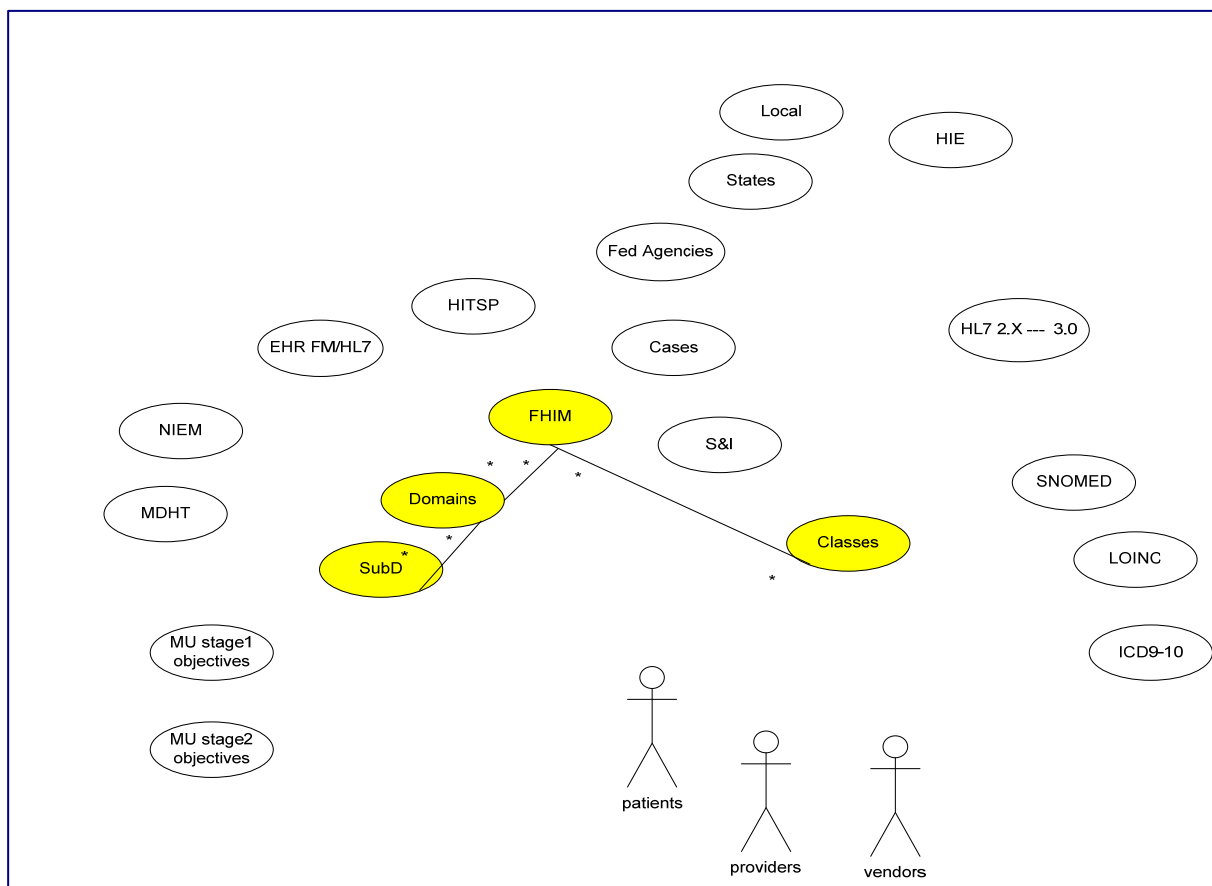 Local
HIE
States
Fed Agencies
HITSP
HL7 2.X --- 3.0
EHR FM/HL7
Cases
FHIM
NIEM
S&I
* * *
SNOMED
Domains
MDHT
*
Classes
*
SubD
LOINC
*
MU stage1
objectives
ICD9-10
MU stage2
objectives
patients
providers
vendors